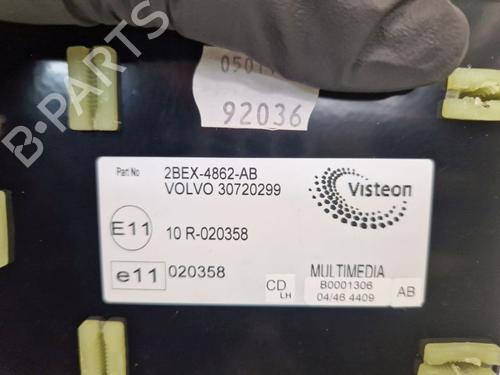 B-PARTS
92036
Part No 2BEX-4862-AB
VOLVO 30720299
Visteon
E11 10 R-020358
e11 020358
MULTIMEDIA
CD LH
B0001306
04/46 4409
AB